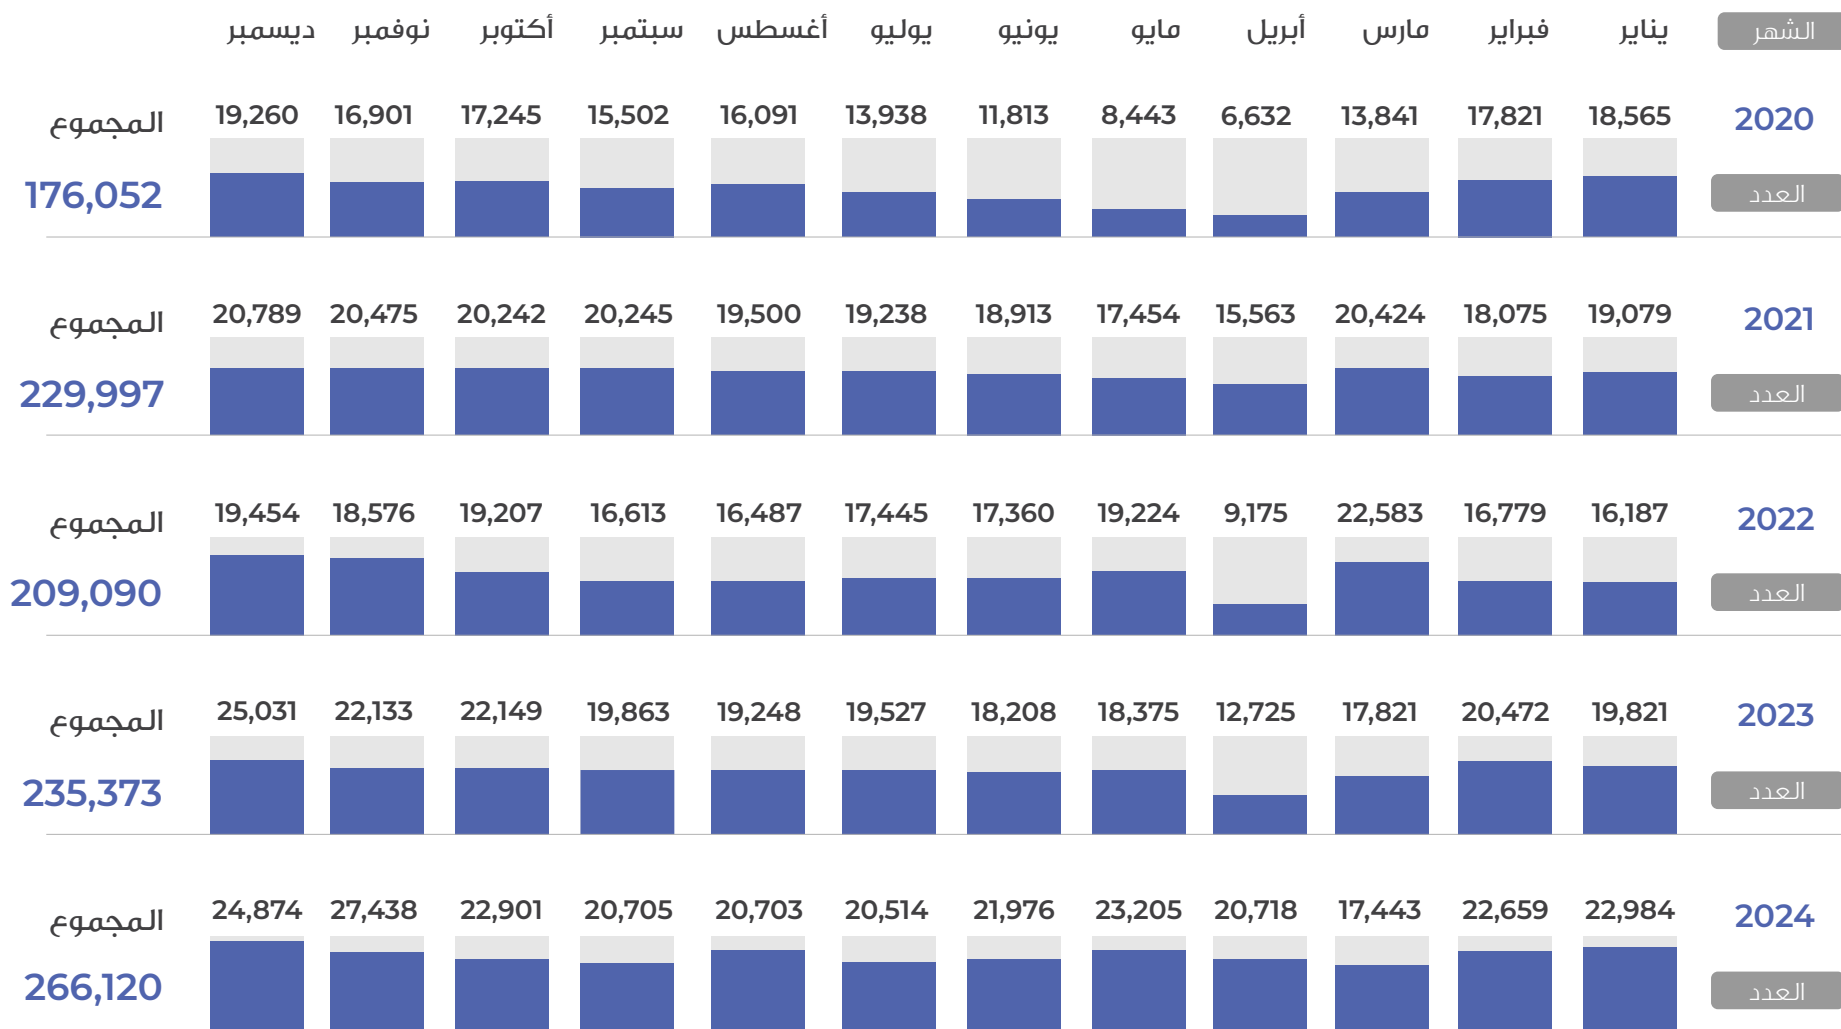 الشهر يناير فبراير مارس أبريل مايو يونيو يوليو أغسطس سبتمبر أكتوبر نوفمبر ديسمبر
2020 18,565 17,821 13,841 6,632 8,443 11,813 13,938 16,091 15,502 17,245 16,901 19,260 المجموع
العدد 176,052
2021 19,079 18,075 20,424 15,563 17,454 18,913 19,238 19,500 20,245 20,242 20,475 20,789 المجموع
العدد 229,997
2022 16,187 16,779 22,583 9,175 19,224 17,360 17,445 16,487 16,613 19,207 18,576 19,454 المجموع
العدد 209,090
2023 19,821 20,472 17,821 12,725 18,375 18,208 19,527 19,248 19,863 22,149 22,133 25,031 المجموع
العدد 235,373
2024 22,984 22,659 17,443 20,718 23,205 21,976 20,514 20,703 20,705 22,901 27,438 24,874 المجموع
العدد 266,120